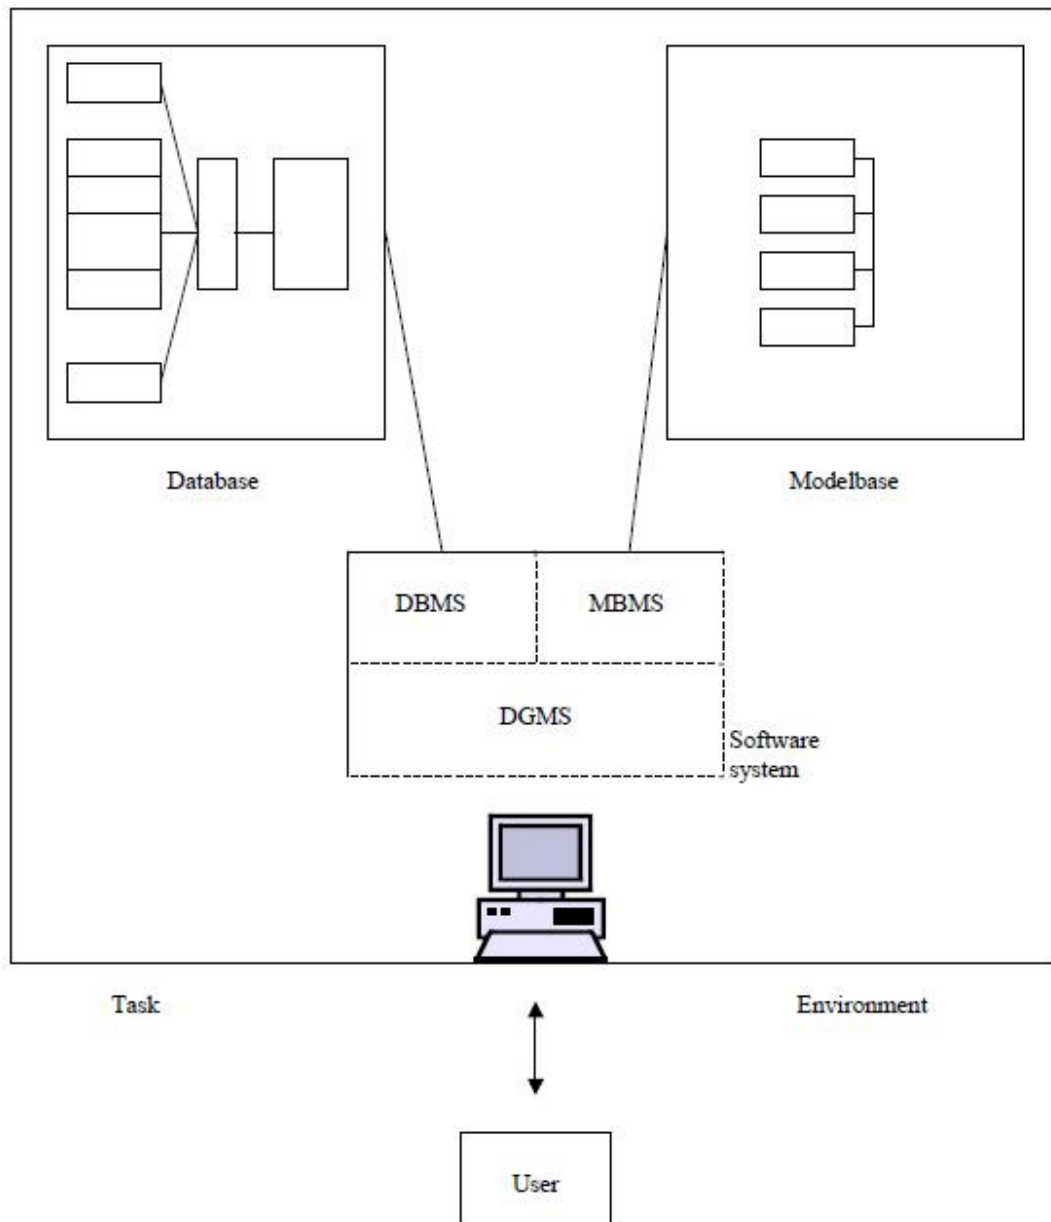 Database
Modelbase
DBMS
MBMS
DGMS
Software
system
Task
Environment
User